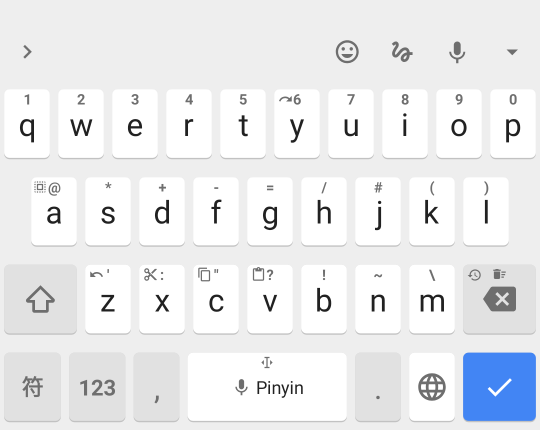 1 2 3 4 5 6 7 8 9 0
q w e r t y u i o p
@ * + - = / # ( )
a s d f g h j k l
' : " ? ! ~ \
z x c v b n m
符 123 , Pinyin .